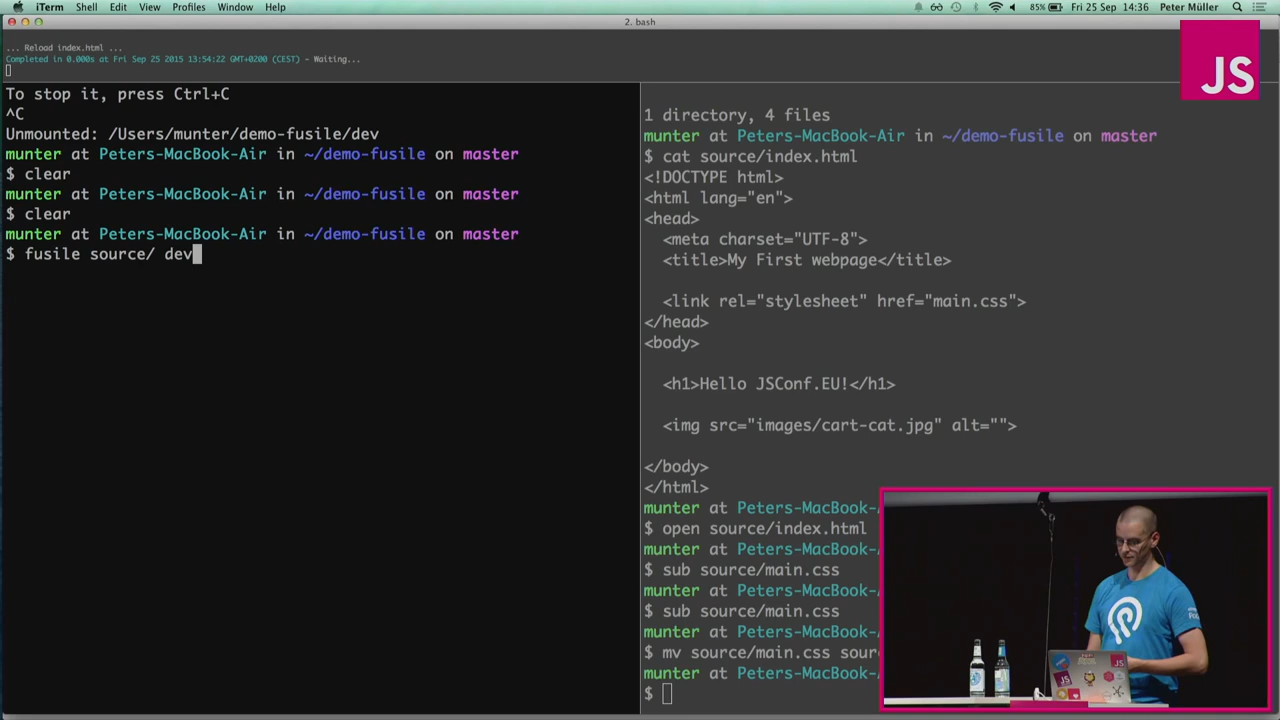 iTerm Shell Edit View Profiles Window Help
85% Fri 25 Sep 14:36 Peter Müller
2. bash
... Reload index.html ...
Completed in 0.000s at Fri Sep 25 2015 13:54:22 GMT+0200 (CEST) - Waiting...
JS
To stop it, press Ctrl+C
^C
Unmounted: /Users/munter/demo-fusile/dev
munter at Peters-MacBook-Air in ~/demo-fusile on master
$ clear
munter at Peters-MacBook-Air in ~/demo-fusile on master
$ clear
munter at Peters-MacBook-Air in ~/demo-fusile on master
$ fusile source/ dev
1 directory, 4 files
munter at Peters-MacBook-Air in ~/demo-fusile on master
$ cat source/index.html
<!DOCTYPE html>
<html lang="en">
<head>
<meta charset="UTF-8">
<title>My First webpage</title>
<link rel="stylesheet" href="main.css">
</head>
<body>
<h1>Hello JSConf.EU!</h1>
<img src="images/cart-cat.jpg" alt="">
</body>
</html>
munter at Peters-MacBook-
$ open source/index.html
munter at Peters-MacBook-
$ sub source/main.css
munter at Peters-MacBook-
$ sub source/main.css
munter at Peters-MacBook-
$ mv source/main.css sour
munter at Peters-MacBook-
$
JS
JS